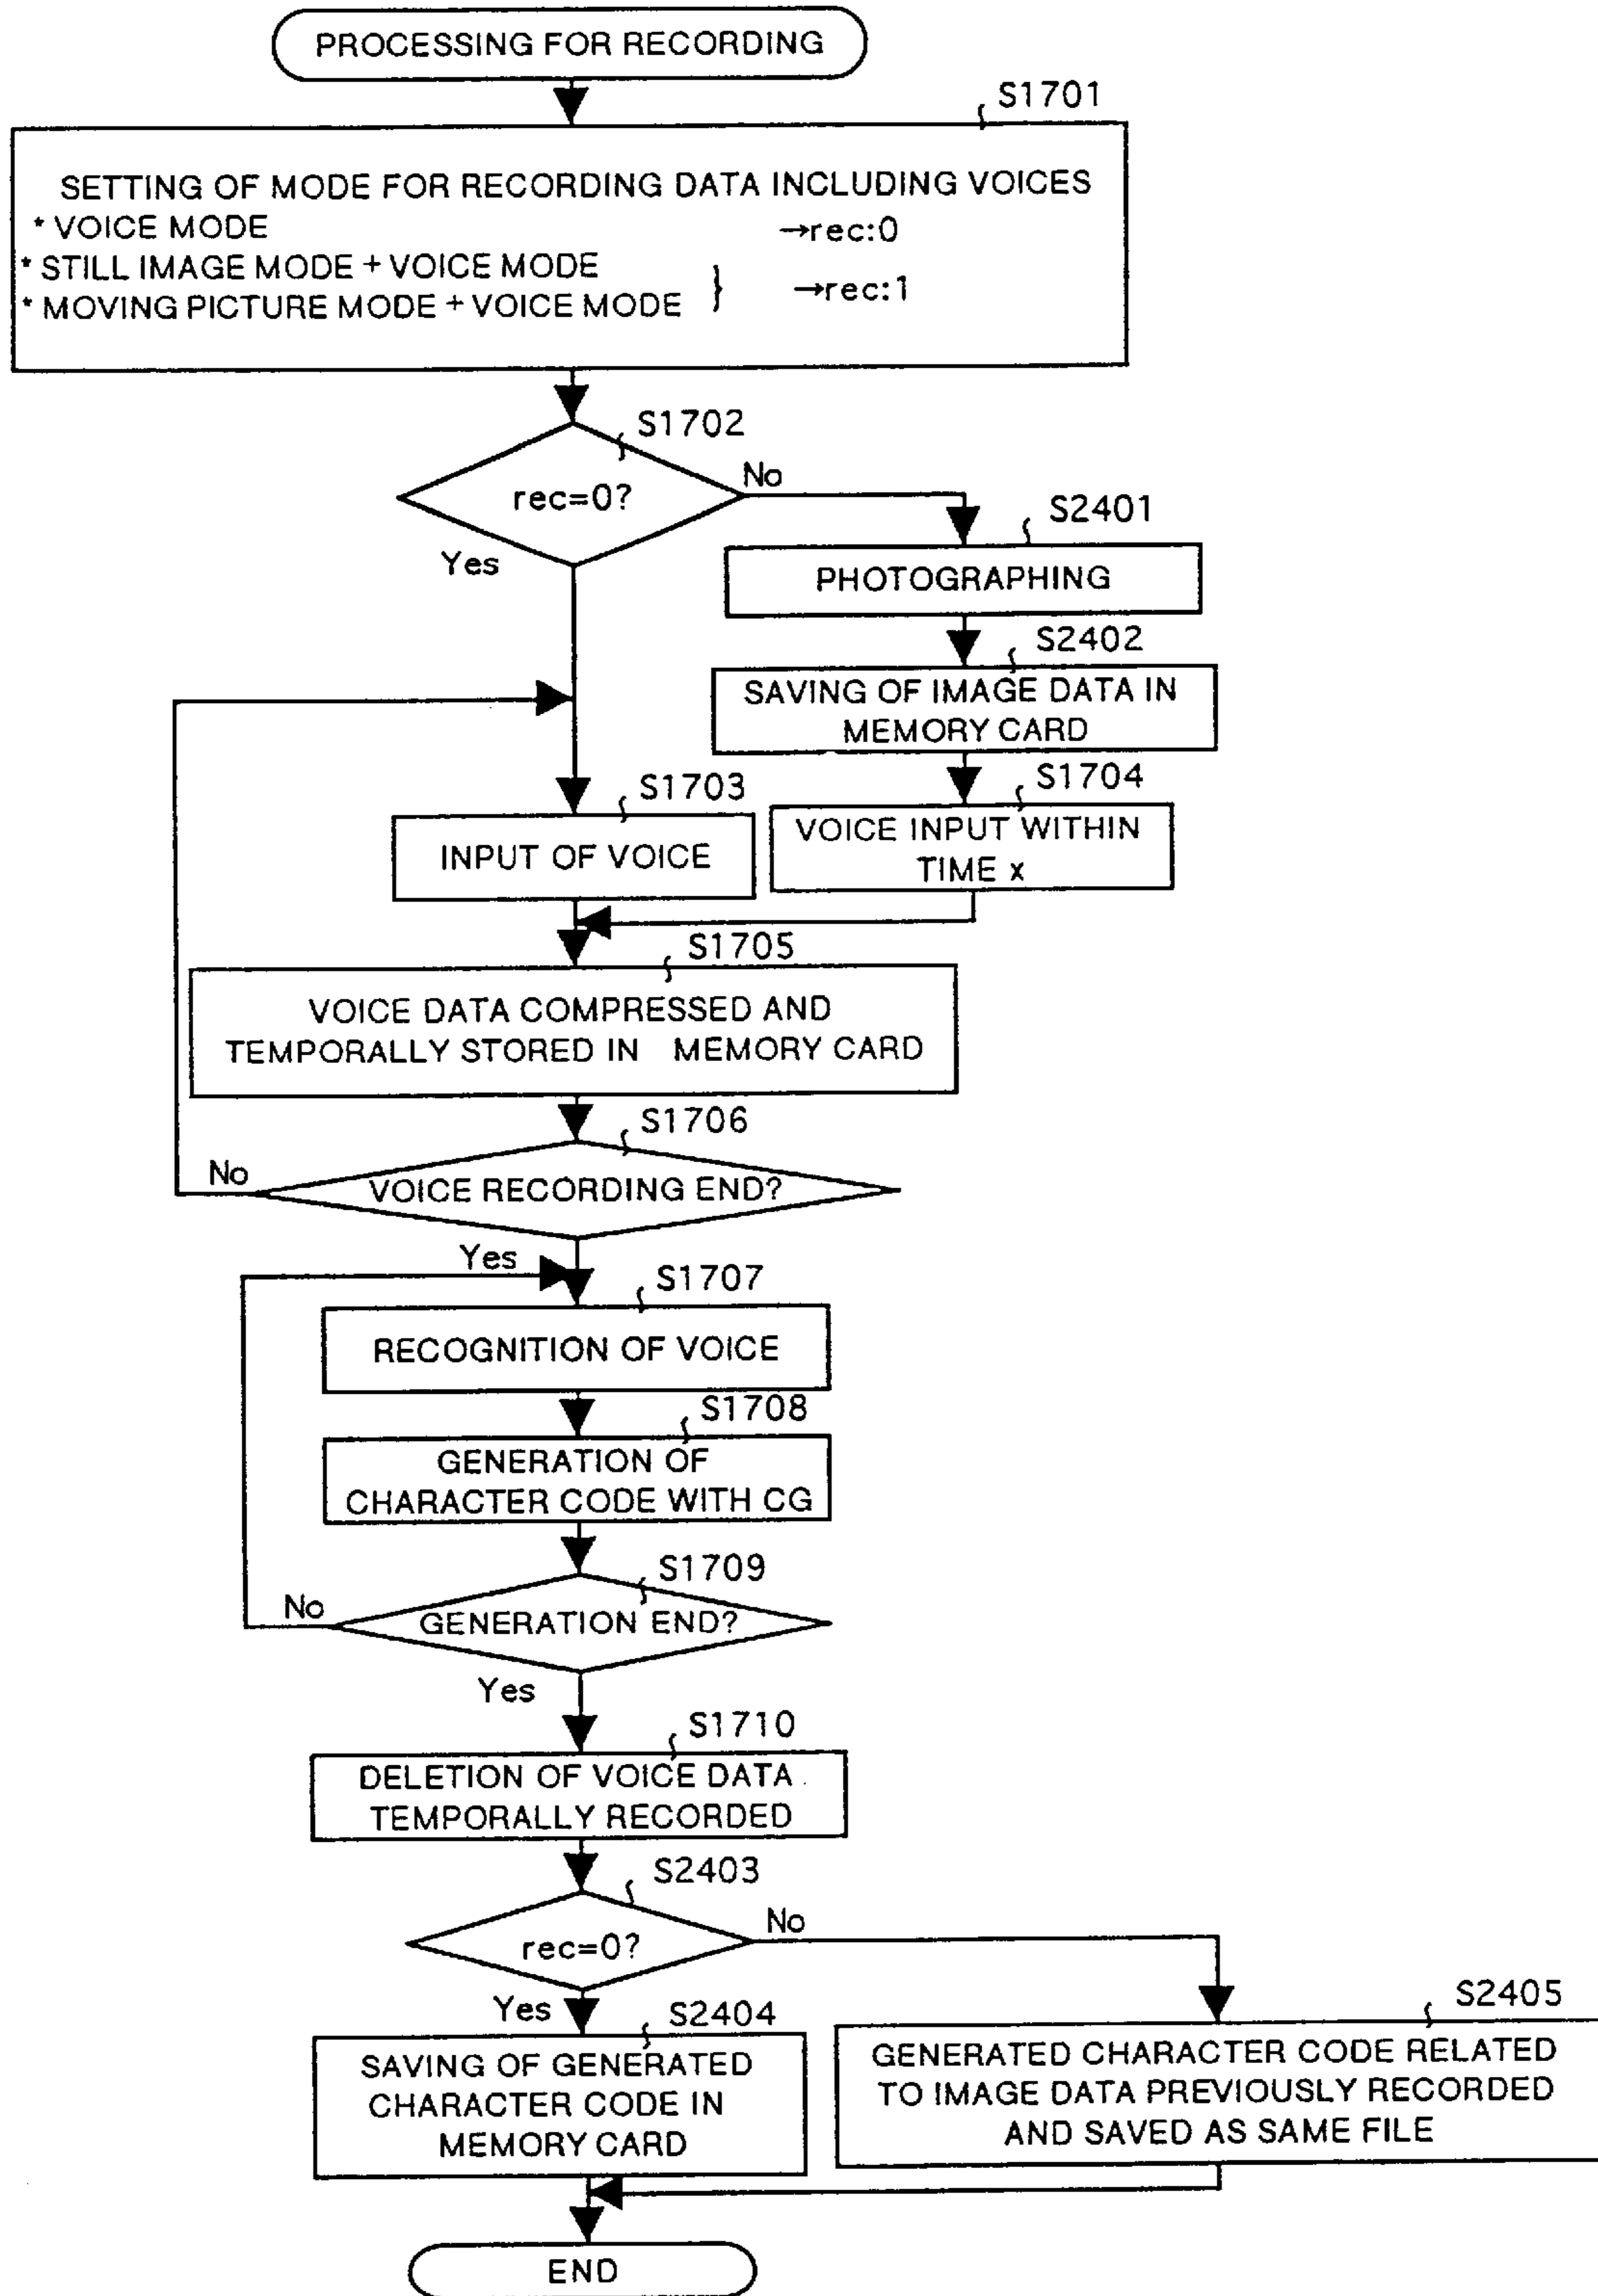 PROCESSING FOR RECORDING
S1701
SETTING OF MODE FOR RECORDING DATA INCLUDING VOICES
* VOICE MODE →rec:0
* STILL IMAGE MODE + VOICE MODE
* MOVING PICTURE MODE + VOICE MODE } →rec:1
S1702
rec=0?
No
Yes
S2401
PHOTOGRAPHING
S2402
SAVING OF IMAGE DATA IN
MEMORY CARD
S1703
INPUT OF VOICE
S1704
VOICE INPUT WITHIN
TIME x
S1705
VOICE DATA COMPRESSED AND
TEMPORALLY STORED IN MEMORY CARD
S1706
No
VOICE RECORDING END?
Yes
S1707
RECOGNITION OF VOICE
S1708
GENERATION OF
CHARACTER CODE WITH CG
S1709
No
GENERATION END?
Yes
S1710
DELETION OF VOICE DATA
TEMPORALLY RECORDED
S2403
rec=0?
No
Yes
S2404
SAVING OF GENERATED
CHARACTER CODE IN
MEMORY CARD
S2405
GENERATED CHARACTER CODE RELATED
TO IMAGE DATA PREVIOUSLY RECORDED
AND SAVED AS SAME FILE
END